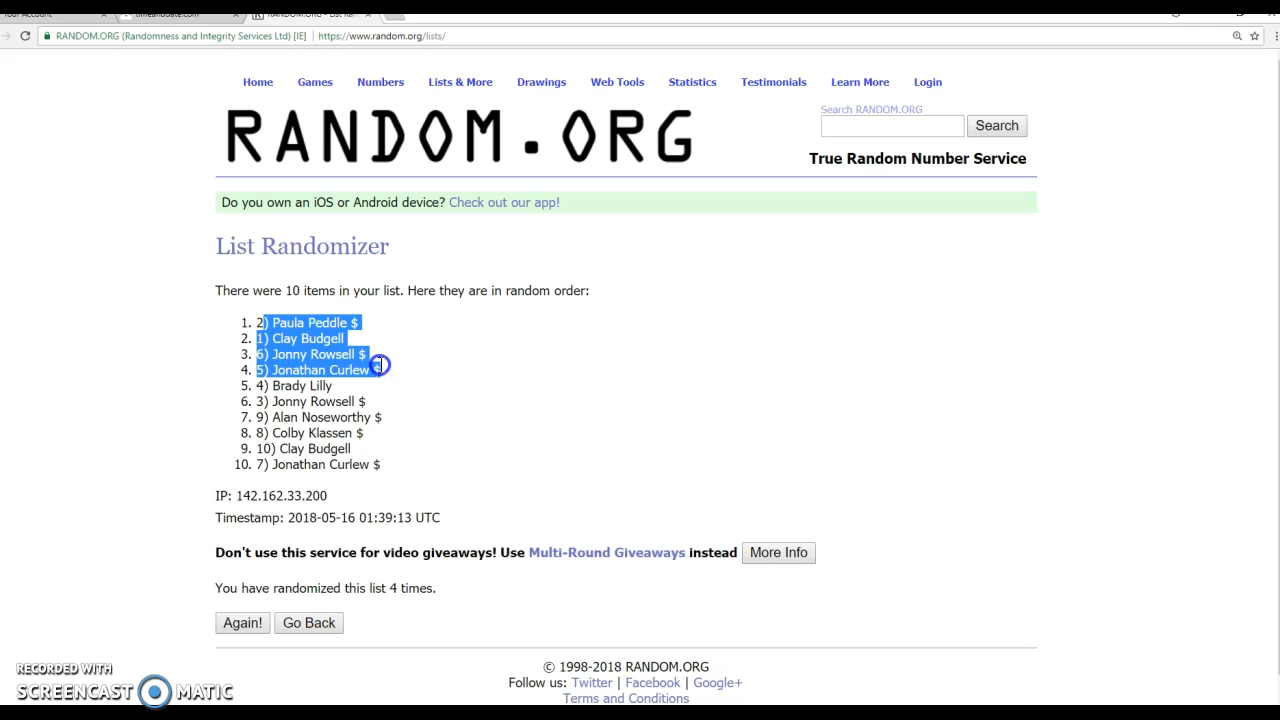 Your Account timeanddate.com RANDOM.ORG - List Ra
RANDOM.ORG (Randomness and Integrity Services Ltd) [IE] https://www.random.org/lists/
Home Games Numbers Lists & More Drawings Web Tools Statistics Testimonials Learn More Login
RANDOM.ORG
Search RANDOM.ORG
Search
True Random Number Service
Do you own an iOS or Android device? Check out our app!
List Randomizer
There were 10 items in your list. Here they are in random order:
1. 2) Paula Peddle $
2. 1) Clay Budgell
3. 6) Jonny Rowsell $
4. 5) Jonathan Curlew $
5. 4) Brady Lilly
6. 3) Jonny Rowsell $
7. 9) Alan Noseworthy $
8. 8) Colby Klassen $
9. 10) Clay Budgell
10. 7) Jonathan Curlew $
IP: 142.162.33.200
Timestamp: 2018-05-16 01:39:13 UTC
Don't use this service for video giveaways! Use Multi-Round Giveaways instead More Info
You have randomized this list 4 times.
Again! Go Back
© 1998-2018 RANDOM.ORG
Follow us: Twitter | Facebook | Google+
Terms and Conditions
RECORDED WITH
SCREENCAST MATIC